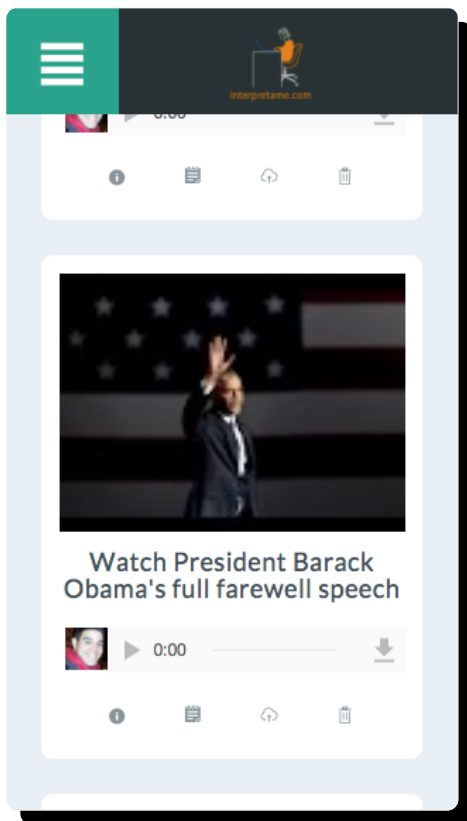 interpretame.com
0:00
Watch President Barack
Obama's full farewell speech
0:00